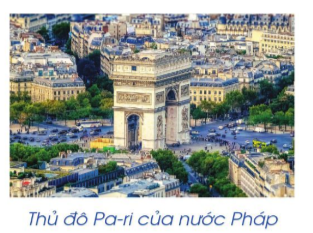 Thủ đô Pa-ri của nước Pháp